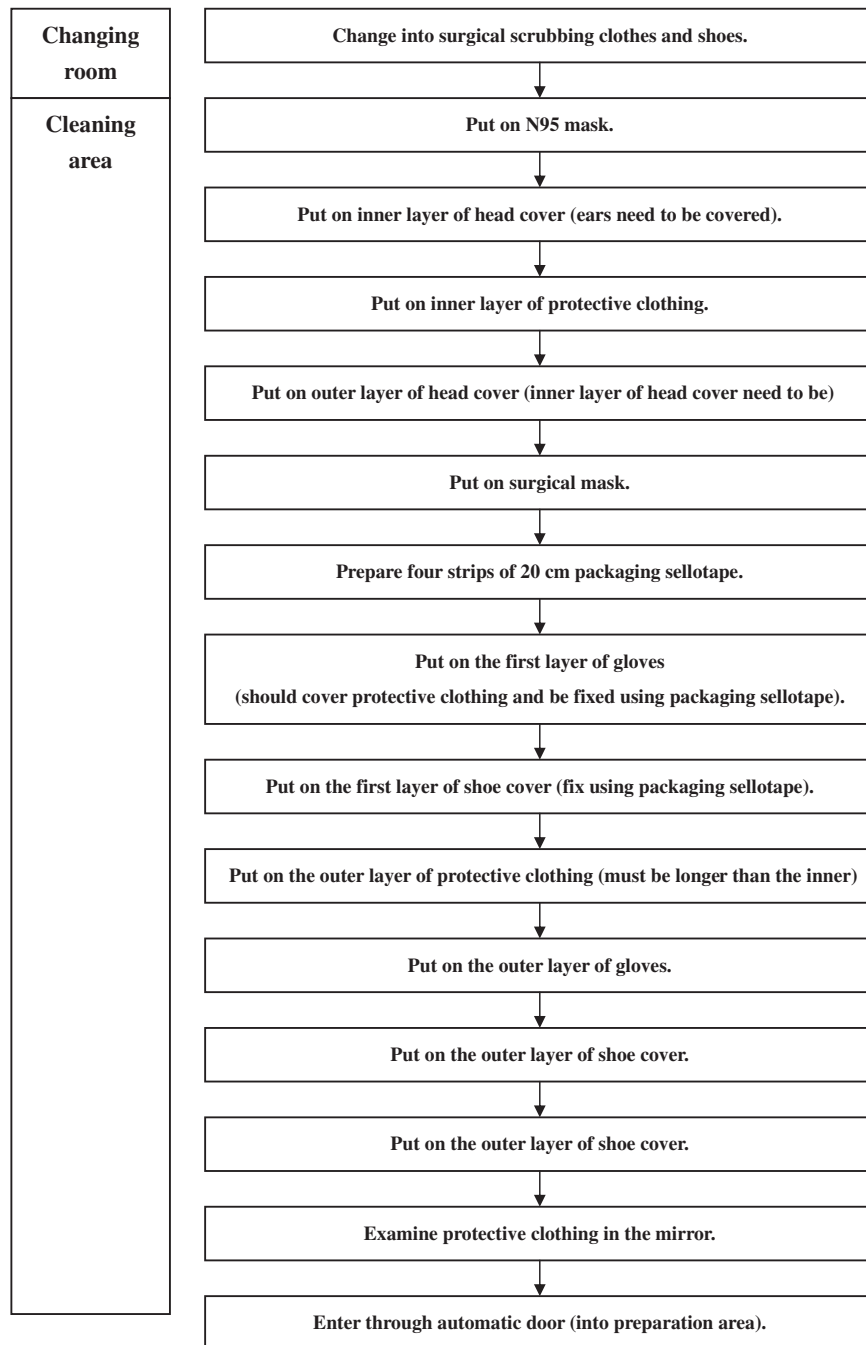 Changing
room
Change into surgical scrubbing clothes and shoes.
Cleaning
area
Put on N95 mask.
Put on inner layer of head cover (ears need to be covered).
Put on inner layer of protective clothing.
Put on outer layer of head cover (inner layer of head cover need to be)
Put on surgical mask.
Prepare four strips of 20 cm packaging sellotape.
Put on the first layer of gloves
(should cover protective clothing and be fixed using packaging sellotape).
Put on the first layer of shoe cover (fix using packaging sellotape).
Put on the outer layer of protective clothing (must be longer than the inner)
Put on the outer layer of gloves.
Put on the outer layer of shoe cover.
Put on the outer layer of shoe cover.
Examine protective clothing in the mirror.
Enter through automatic door (into preparation area).